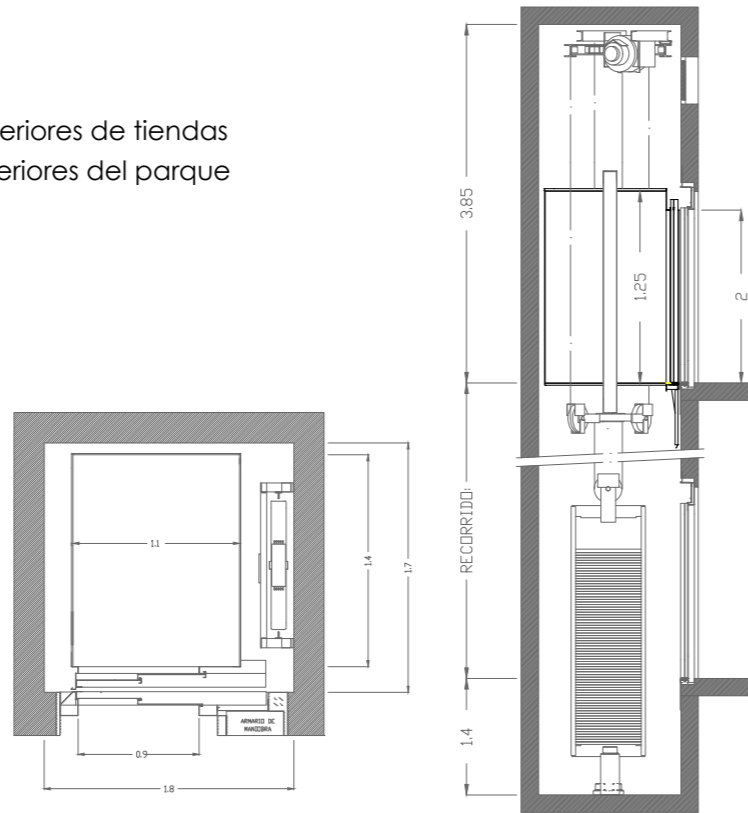 eriores de tiendas
eriores del parque
3.85
1.25
2
RECORRIDO:
1.4
1.1
1.4
1.7
ARMARIO DE
MANIOBRA
0.9
1.8